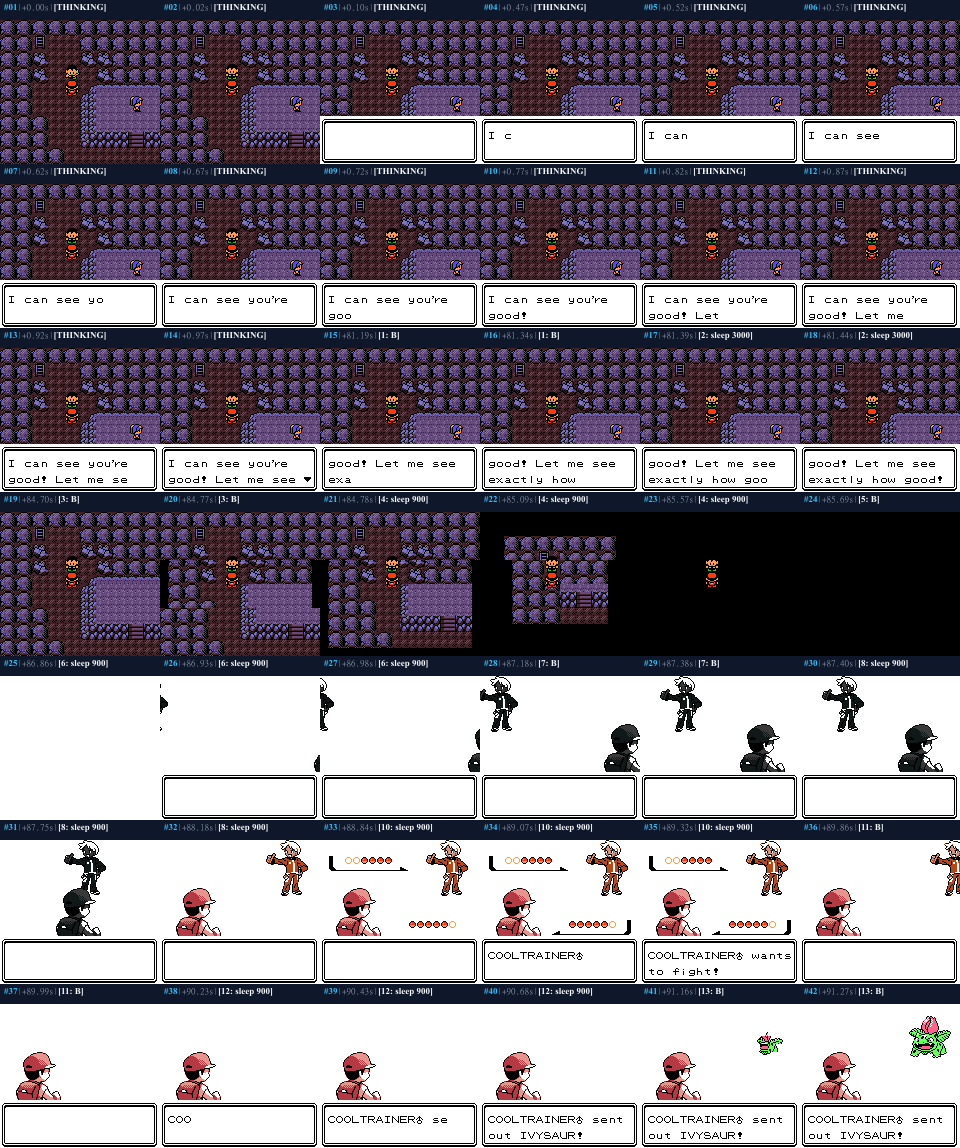 #01|+0.00s|[THINKING]
#02|+0.02s|[THINKING]
#03|+0.10s|[THINKING]
#04|+0.47s|[THINKING]
#05|+0.52s|[THINKING]
#06|+0.57s|[THINKING]
I c
I can
I can see
#07|+0.62s|[THINKING]
#08|+0.67s|[THINKING]
#09|+0.72s|[THINKING]
#10|+0.77s|[THINKING]
#11|+0.82s|[THINKING]
#12|+0.87s|[THINKING]
I can see yo
I can see you're
I can see you're
goo
I can see you're
good!
I can see you're
good! Let
I can see you're
good! Let me
#13|+0.92s|[THINKING]
#14|+0.97s|[THINKING]
#15|+81.19s|[1: B]
#16|+81.34s|[1: B]
#17|+81.39s|[2: sleep 3000]
#18|+81.44s|[2: sleep 3000]
I can see you're
good! Let me se
I can see you're
good! Let me see ▼
good! Let me see
exa
good! Let me see
exactly how
good! Let me see
exactly how goo
good! Let me see
exactly how good!
#19|+84.70s|[3: B]
#20|+84.77s|[3: B]
#21|+84.78s|[4: sleep 900]
#22|+85.09s|[4: sleep 900]
#23|+85.57s|[4: sleep 900]
#24|+85.69s|[5: B]
#25|+86.86s|[6: sleep 900]
#26|+86.93s|[6: sleep 900]
#27|+86.98s|[6: sleep 900]
#28|+87.18s|[7: B]
#29|+87.38s|[7: B]
#30|+87.40s|[8: sleep 900]
#31|+87.75s|[8: sleep 900]
#32|+88.18s|[8: sleep 900]
#33|+88.84s|[10: sleep 900]
#34|+89.07s|[10: sleep 900]
#35|+89.32s|[10: sleep 900]
#36|+89.86s|[11: B]
COOLTRAINER♂
COOLTRAINER♂ wants
to fight!
#37|+89.99s|[11: B]
#38|+90.23s|[12: sleep 900]
#39|+90.43s|[12: sleep 900]
#40|+90.68s|[12: sleep 900]
#41|+91.16s|[13: B]
#42|+91.27s|[13: B]
COO
COOLTRAINER♂ se
COOLTRAINER♂ sent
out IVYSAUR!
COOLTRAINER♂ sent
out IVYSAUR!
COOLTRAINER♂ sent
out IVYSAUR!